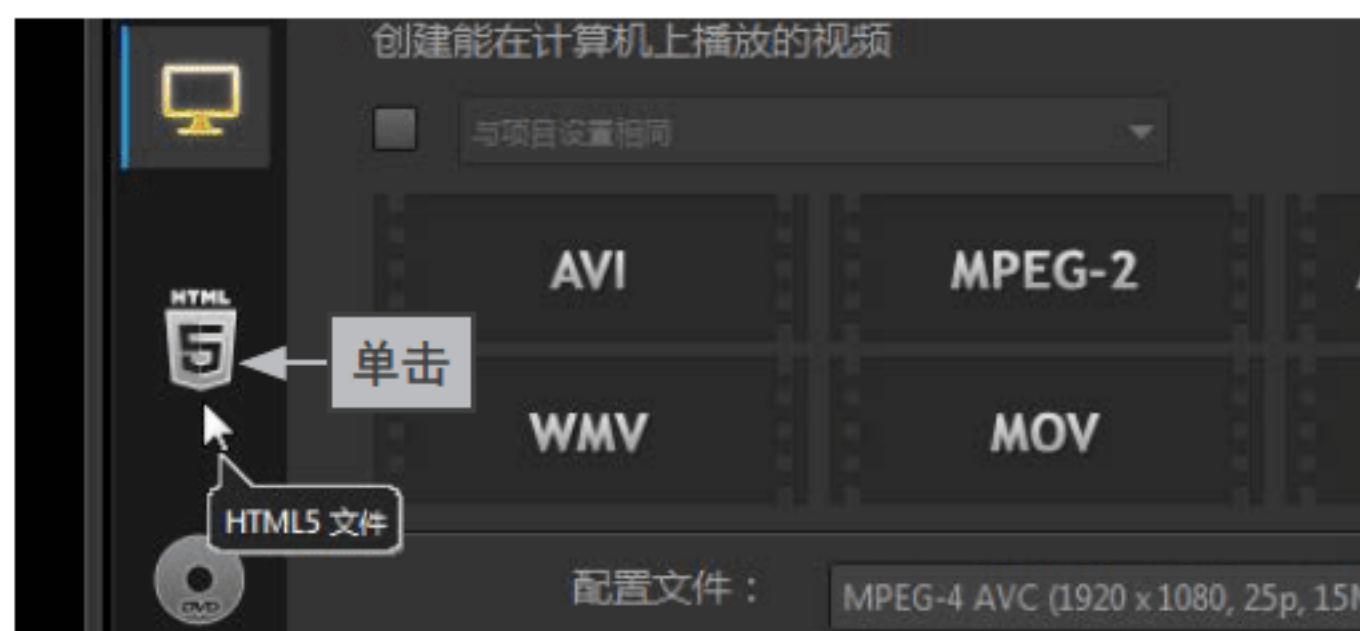 创建能在计算机上播放的视频
与项目设置相同
AVI
MPEG-2
HTML
5
单击
WMV
MOV
HTML5 文件
DVD
配置文件：
MPEG-4 AVC (1920 x 1080, 25p, 15M